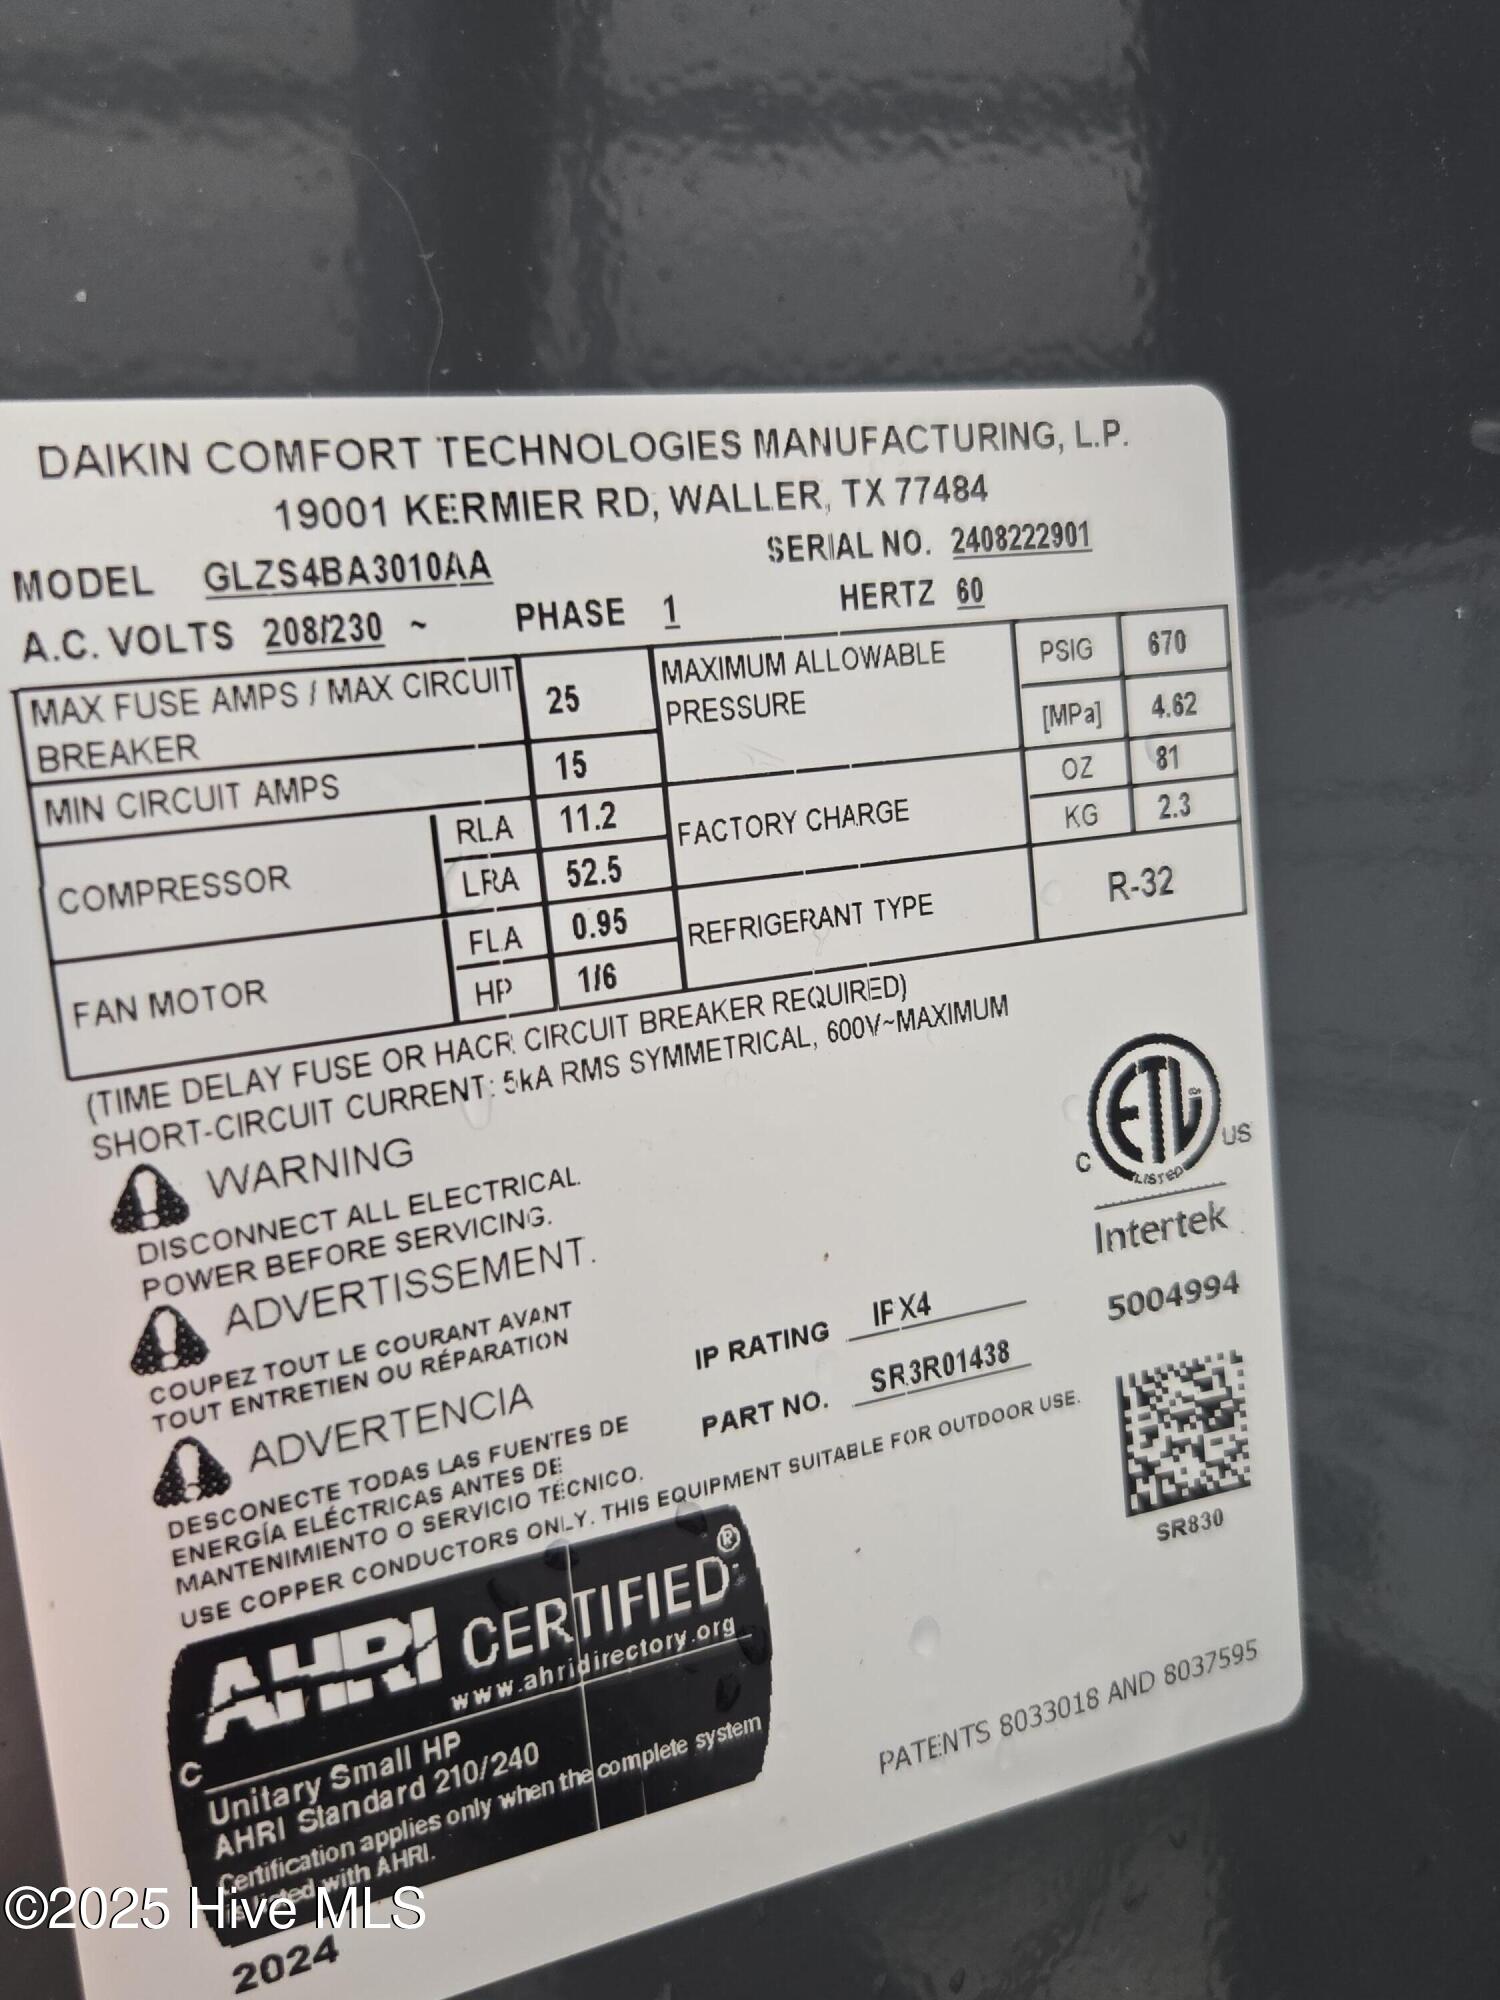 DAIKIN COMFORT TECHNOLOGIES MANUFACTURING, L.P.
19001 KERMIER RD, WALLER, TX 77484
MODEL GLZS4BA3010AA SERIAL NO. 2408222901
A.C. VOLTS 208/230 ~ PHASE 1 HERTZ 60
MAX FUSE AMPS / MAX CIRCUIT BREAKER 25
MIN CIRCUIT AMPS 15
COMPRESSOR RLA 11.2
LRA 52.5
FAN MOTOR FLA 0.95
HP 1/6
MAXIMUM ALLOWABLE PRESSURE PSIG 670
[MPa] 4.62
FACTORY CHARGE OZ 81
KG 2.3
REFRIGERANT TYPE R-32
(TIME DELAY FUSE OR HACR CIRCUIT BREAKER REQUIRED)
SHORT-CIRCUIT CURRENT: 5kA RMS SYMMETRICAL, 600V~MAXIMUM
WARNING
DISCONNECT ALL ELECTRICAL
POWER BEFORE SERVICING.
ADVERTISSEMENT.
COUPEZ TOUT LE COURANT AVANT
TOUT ENTRETIEN OU RÉPARATION
ADVERTENCIA
DESCONECTE TODAS LAS FUENTES DE
ENERGÍA ELÉCTRICAS ANTES DE
MANTENIMIENTO O SERVICIO TÉCNICO.
USE COPPER CONDUCTORS ONLY. THIS EQUIPMENT SUITABLE FOR OUTDOOR USE.
IP RATING IFX4
PART NO. SR3R01438
C ETL ® US
LISTED
Intertek
5004994
SR830
AHRI CERTIFIED®
www.ahridirectory.org
C
Unitary Small HP
AHRI Standard 210/240
Certification applies only when the complete system
is listed with AHRI.
PATENTS 8033018 AND 8037595
2024
©2025 Hive MLS